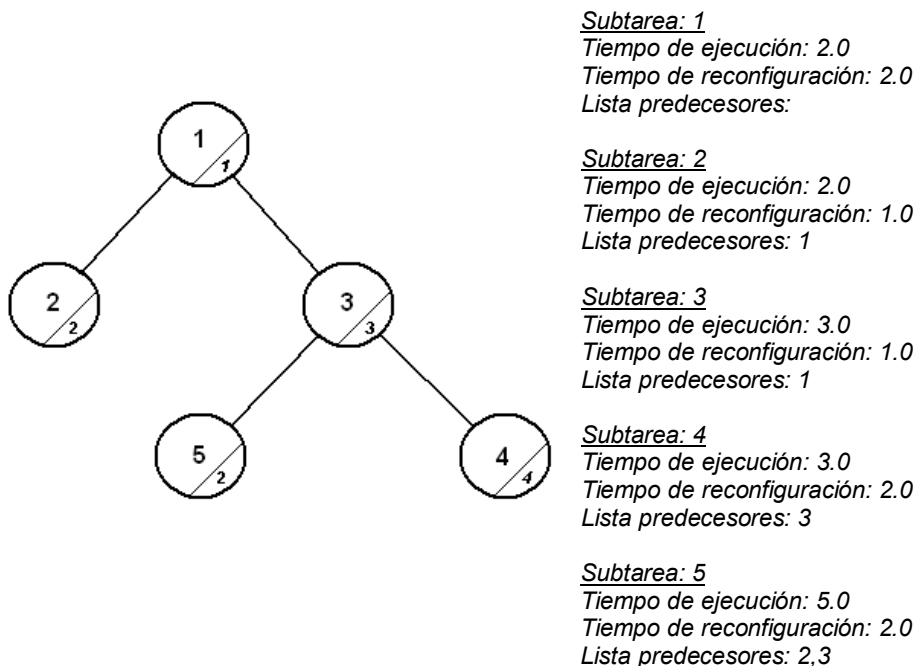 1
1
2
2
3
3
5
2
4
4
Subtarea: 1
Tiempo de ejecución: 2.0
Tiempo de reconfiguración: 2.0
Lista predecesores:
Subtarea: 2
Tiempo de ejecución: 2.0
Tiempo de reconfiguración: 1.0
Lista predecesores: 1
Subtarea: 3
Tiempo de ejecución: 3.0
Tiempo de reconfiguración: 1.0
Lista predecesores: 1
Subtarea: 4
Tiempo de ejecución: 3.0
Tiempo de reconfiguración: 2.0
Lista predecesores: 3
Subtarea: 5
Tiempo de ejecución: 5.0
Tiempo de reconfiguración: 2.0
Lista predecesores: 2,3